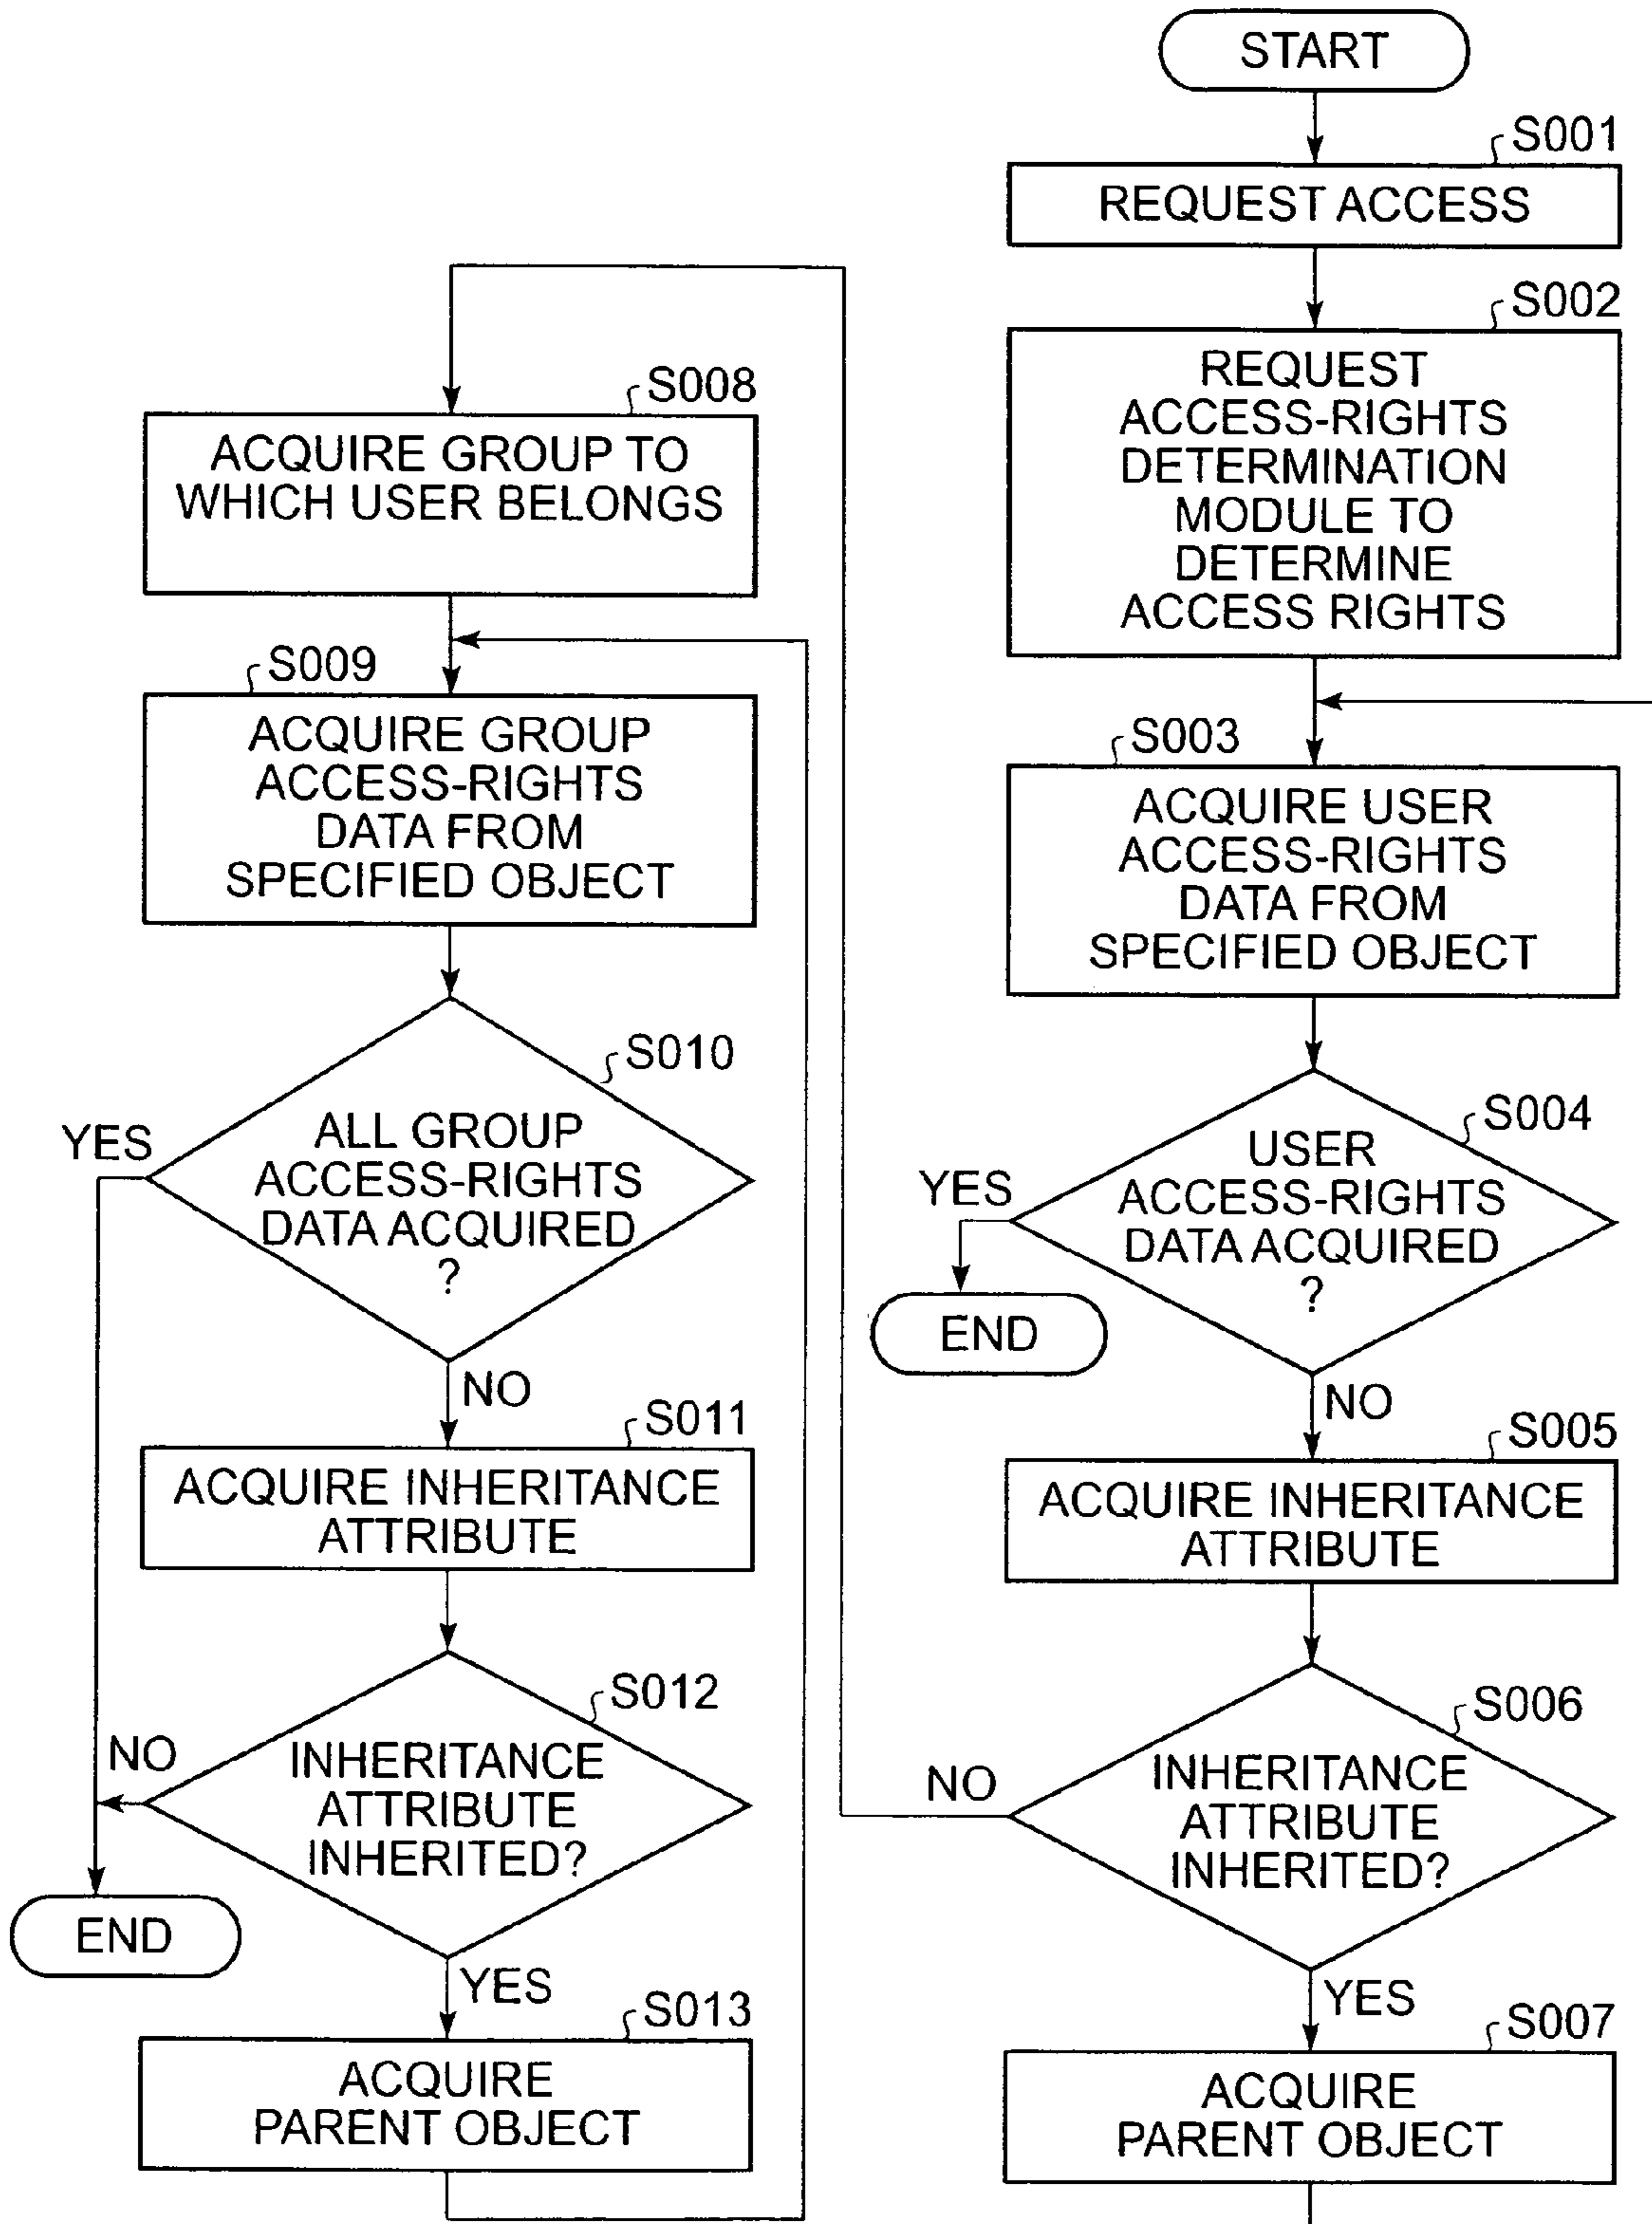 START
S001
REQUEST ACCESS
S002
REQUEST
ACCESS-RIGHTS
DETERMINATION
MODULE TO
DETERMINE
ACCESS RIGHTS
S003
ACQUIRE USER
ACCESS-RIGHTS
DATA FROM
SPECIFIED OBJECT
S004
USER
ACCESS-RIGHTS
DATA ACQUIRED
?
YES
END
NO
S005
ACQUIRE INHERITANCE
ATTRIBUTE
S006
INHERITANCE
ATTRIBUTE
INHERITED?
NO
YES
S007
ACQUIRE
PARENT OBJECT
S008
ACQUIRE GROUP TO
WHICH USER BELONGS
S009
ACQUIRE GROUP
ACCESS-RIGHTS
DATA FROM
SPECIFIED OBJECT
S010
ALL GROUP
ACCESS-RIGHTS
DATA ACQUIRED
?
YES
NO
S011
ACQUIRE INHERITANCE
ATTRIBUTE
S012
INHERITANCE
ATTRIBUTE
INHERITED?
NO
END
YES
S013
ACQUIRE
PARENT OBJECT